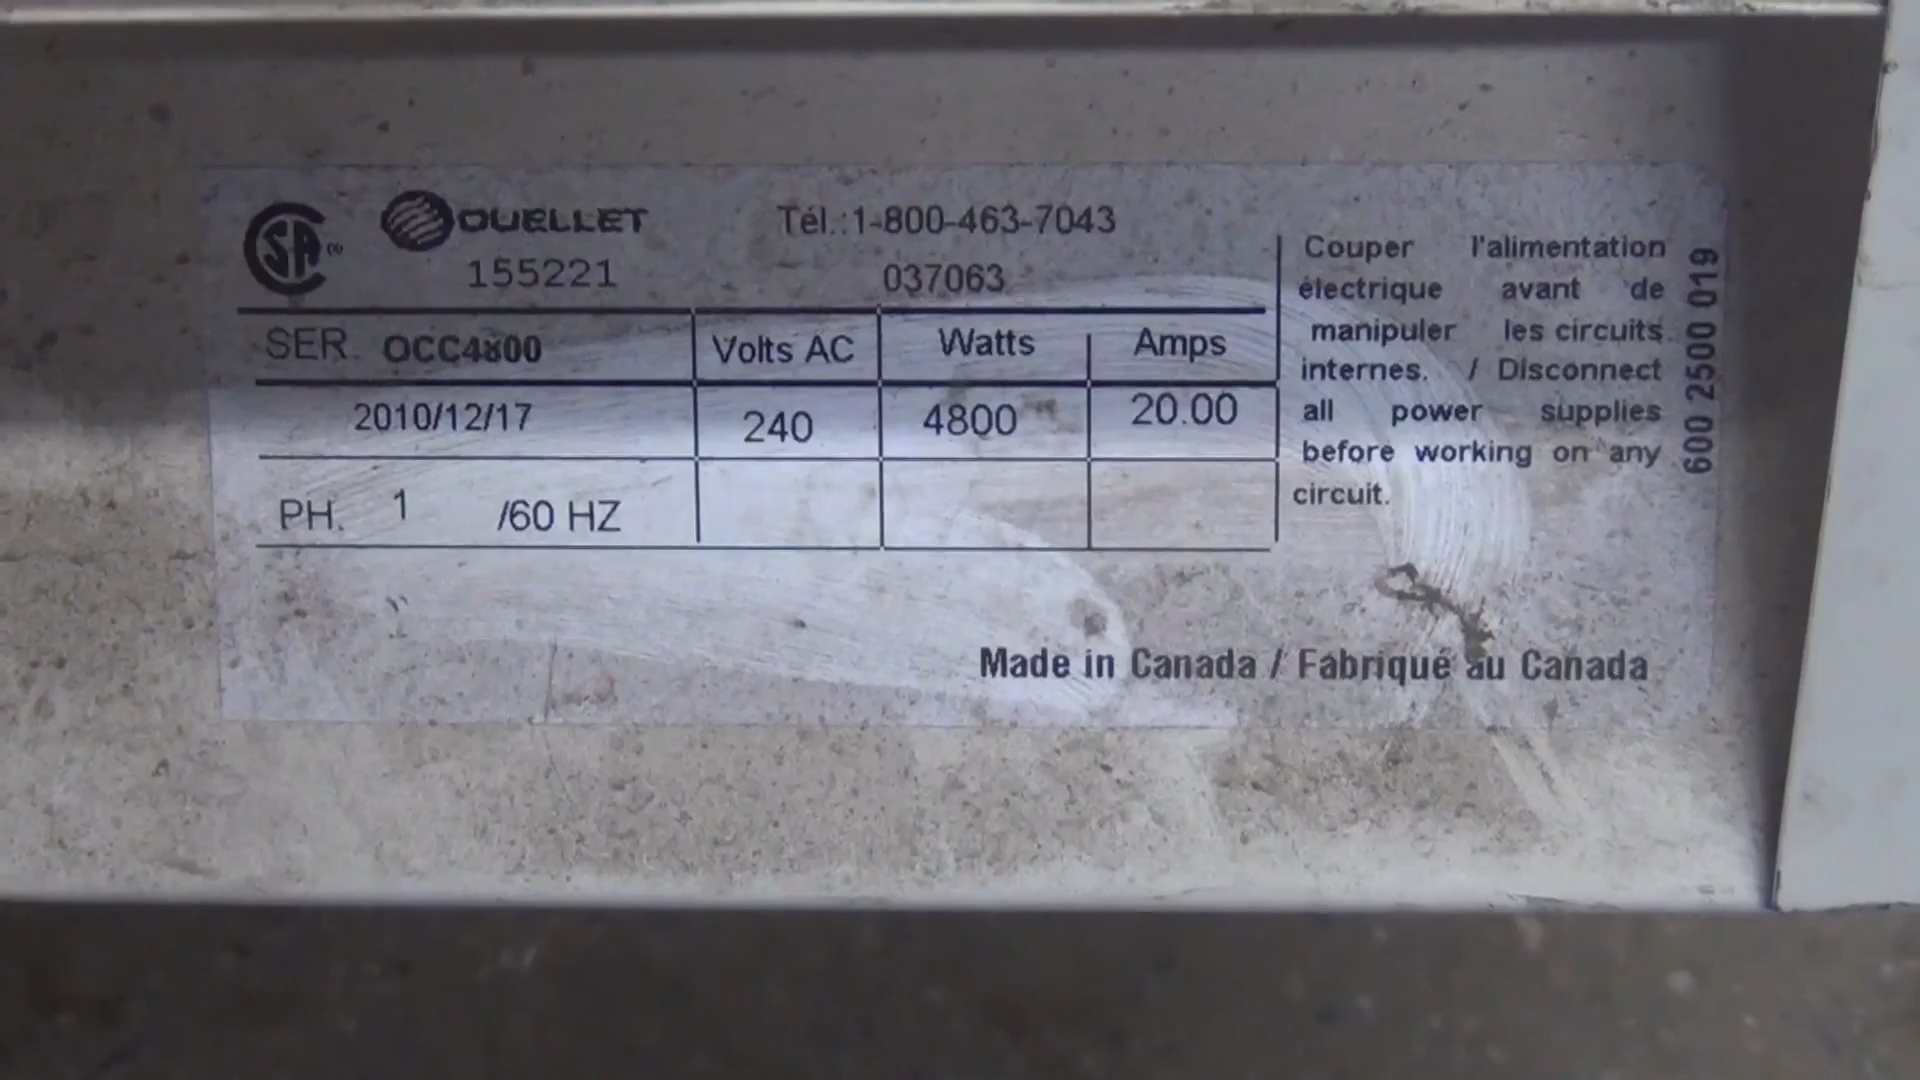 OUELLET Tél.:1-800-463-7043
155221 037063
SER. OCC4800 Volts AC Watts Amps
2010/12/17 240 4800 20.00
PH. 1 /60 HZ
Couper l'alimentation
électrique avant de
manipuler les circuits
internes. / Disconnect
all power supplies
before working on any
circuit.
600 2500 019
Made in Canada / Fabriqué au Canada